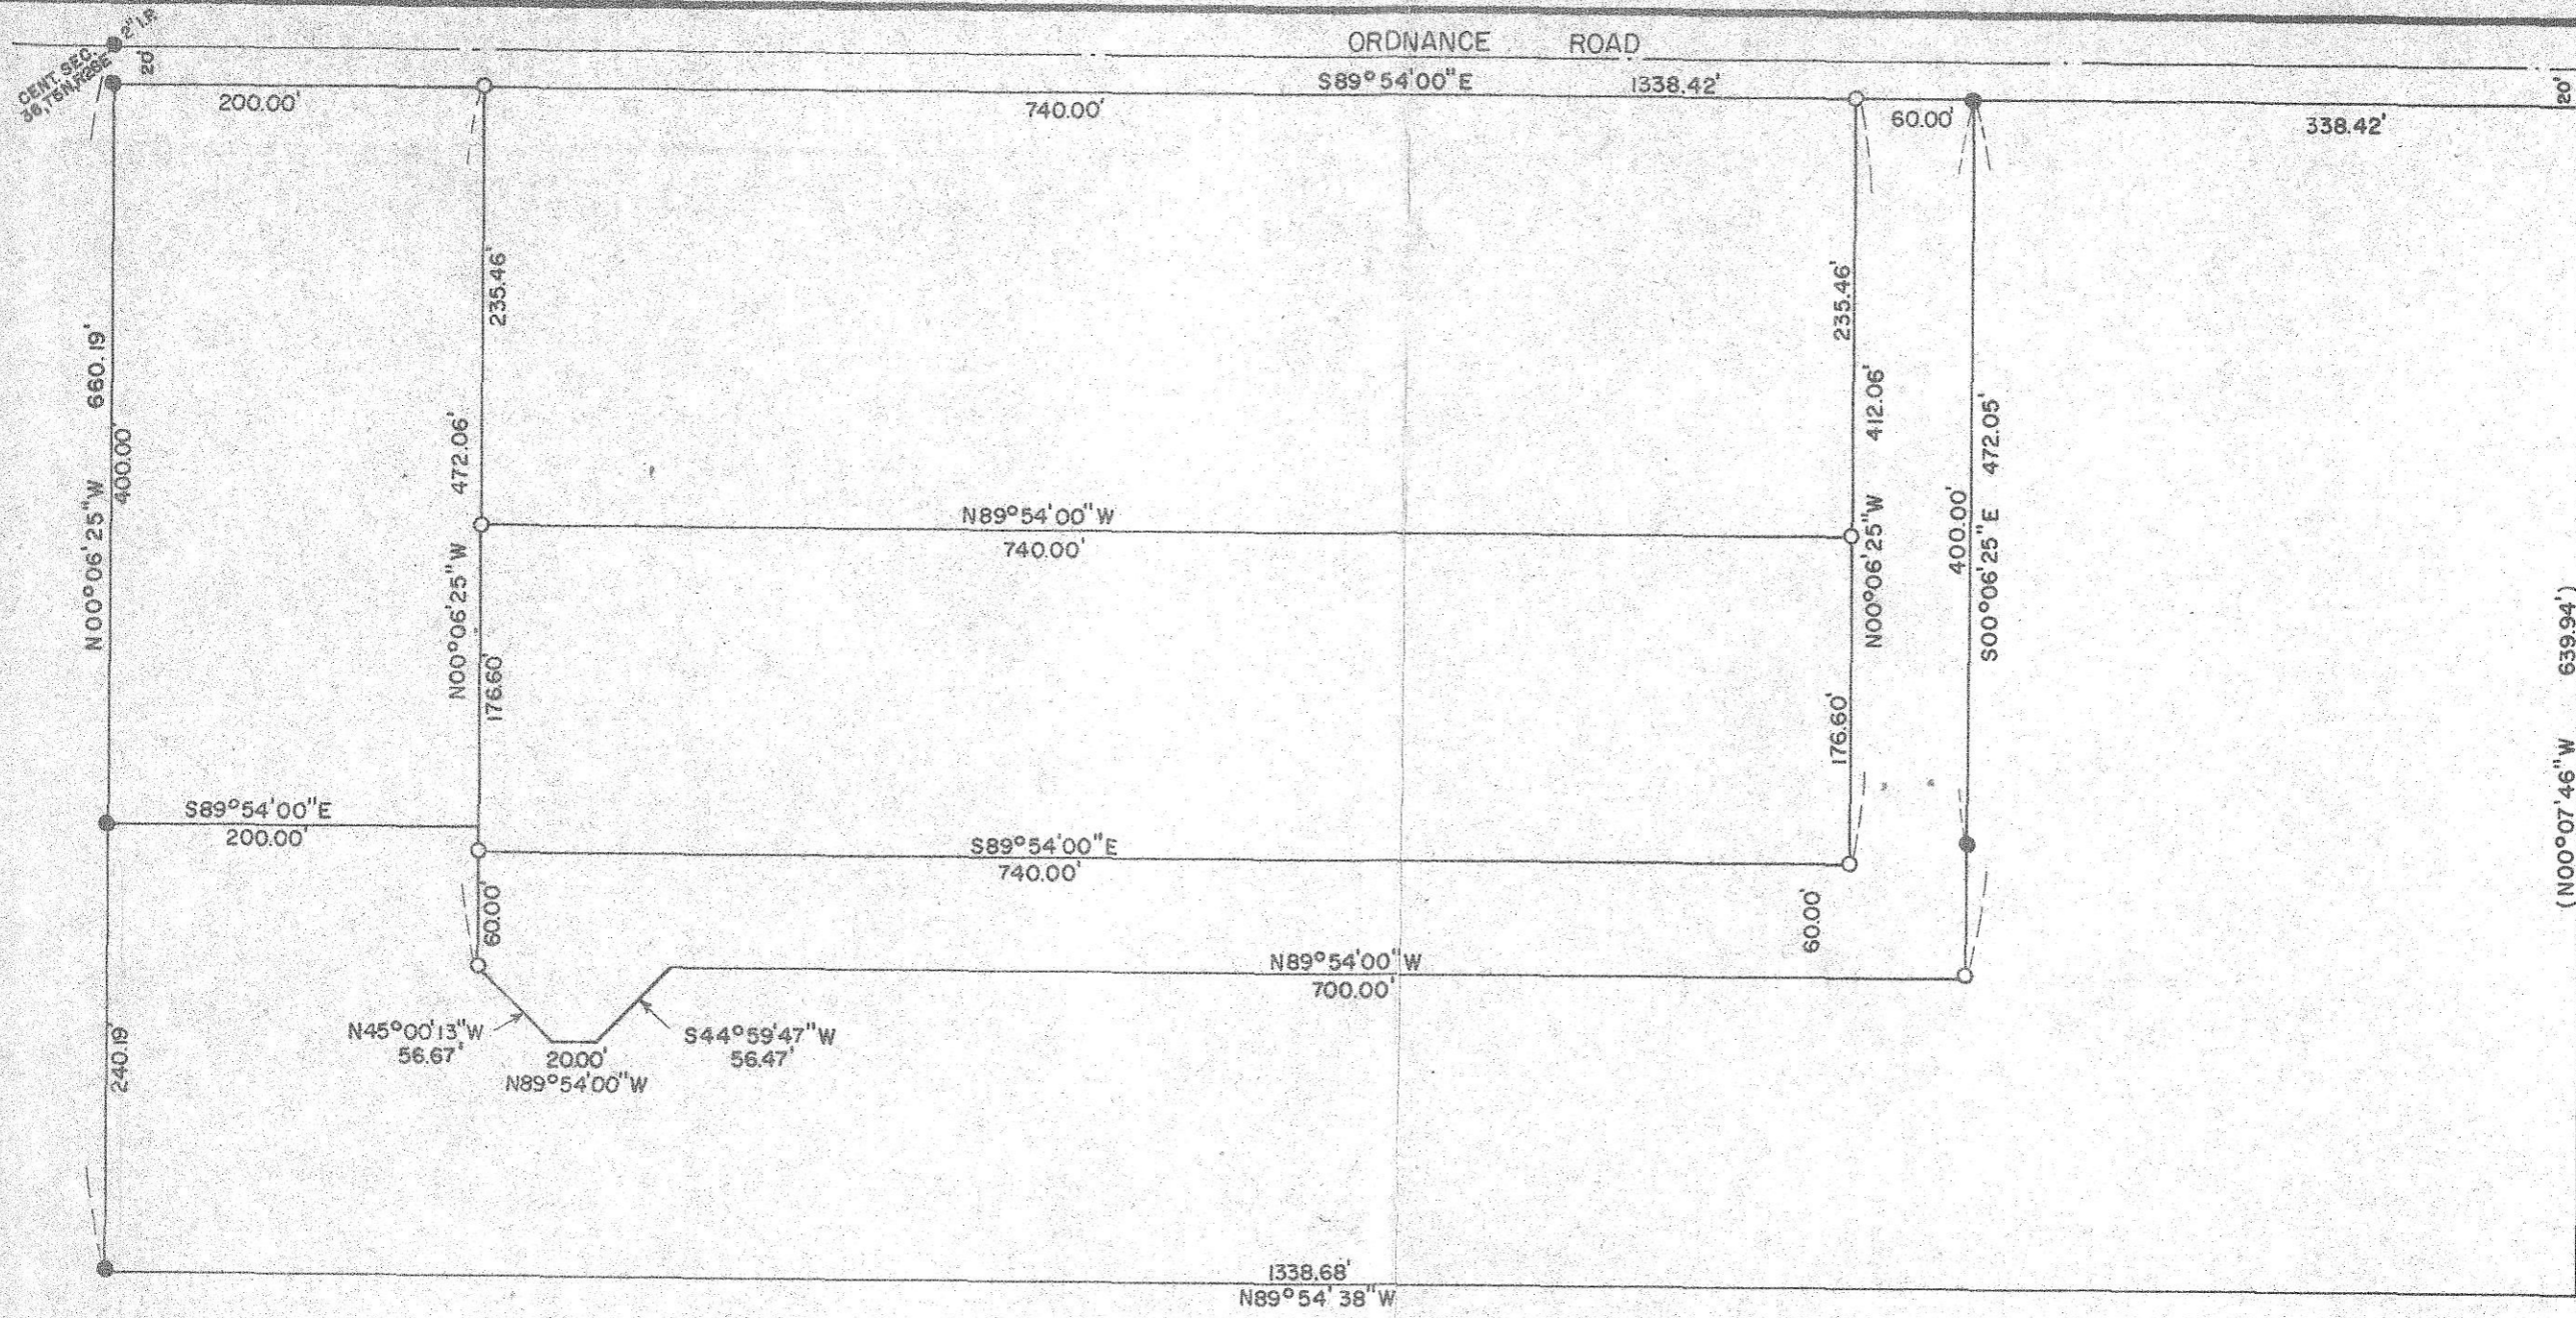 2" I.P.
CENT. SEC.
36, T5N, R28E
20'
ORDNANCE ROAD
S89°54'00"E 1338.42'
200.00'
740.00'
60.00'
338.42'
20'
235.46'
235.46'
N00°06'25"W 660.19'
400.00'
472.06'
N00°06'25"W
176.60'
412.06'
N00°06'25"W
176.60'
400.00'
S00°06'25"E 472.05'
(N00°07'46"W 639.94')
N89°54'00"W
740.00'
S89°54'00"E
200.00'
S89°54'00"E
740.00'
60.00'
60.00'
N89°54'00"W
700.00'
N45°00'13"W
56.67'
S44°59'47"W
56.47'
20.00'
N89°54'00"W
240.19'
1338.68'
N89°54'38"W